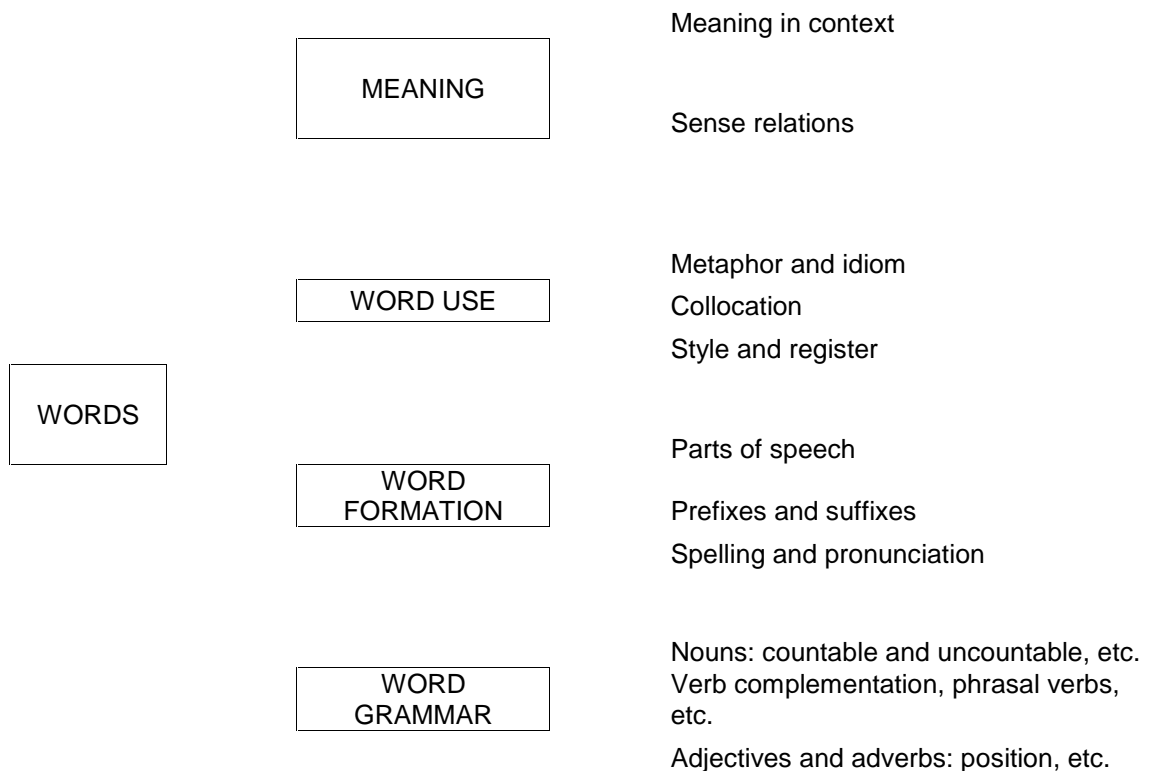 Meaning in context
MEANING
Sense relations
Metaphor and idiom
WORD USE
Collocation
Style and register
WORDS
Parts of speech
WORD
FORMATION
Prefixes and suffixes
Spelling and pronunciation
Nouns: countable and uncountable, etc.
WORD
GRAMMAR
Verb complementation, phrasal verbs,
etc.
Adjectives and adverbs: position, etc.